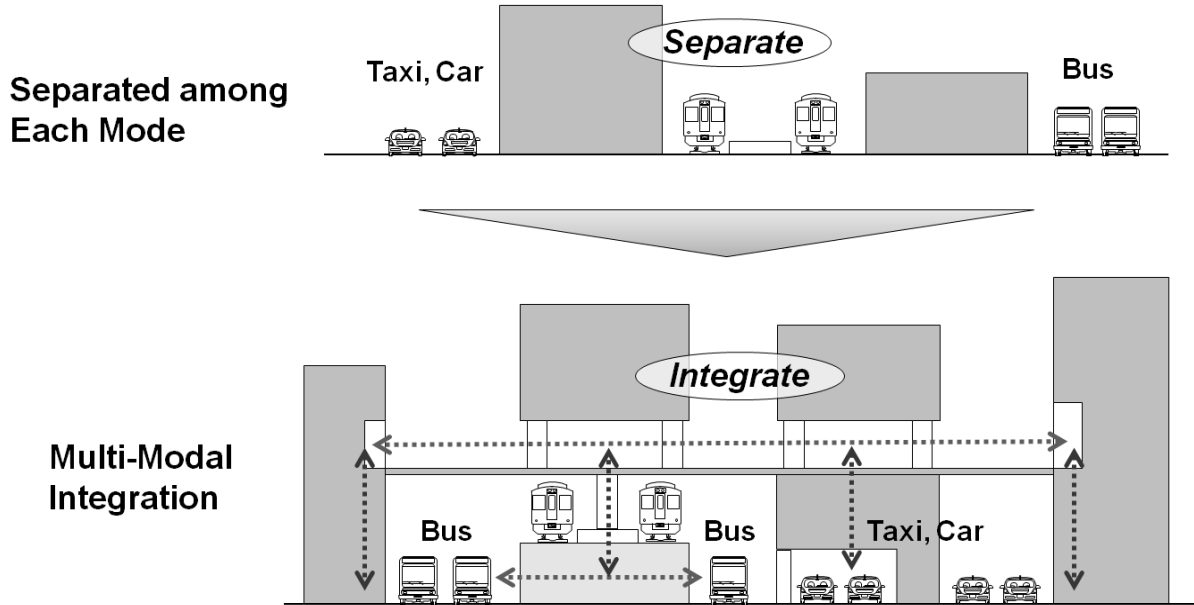 Separate
Taxi, Car
Bus
Separated among
Each Mode
Integrate
Multi-Modal
Integration
Bus
Bus
Taxi, Car